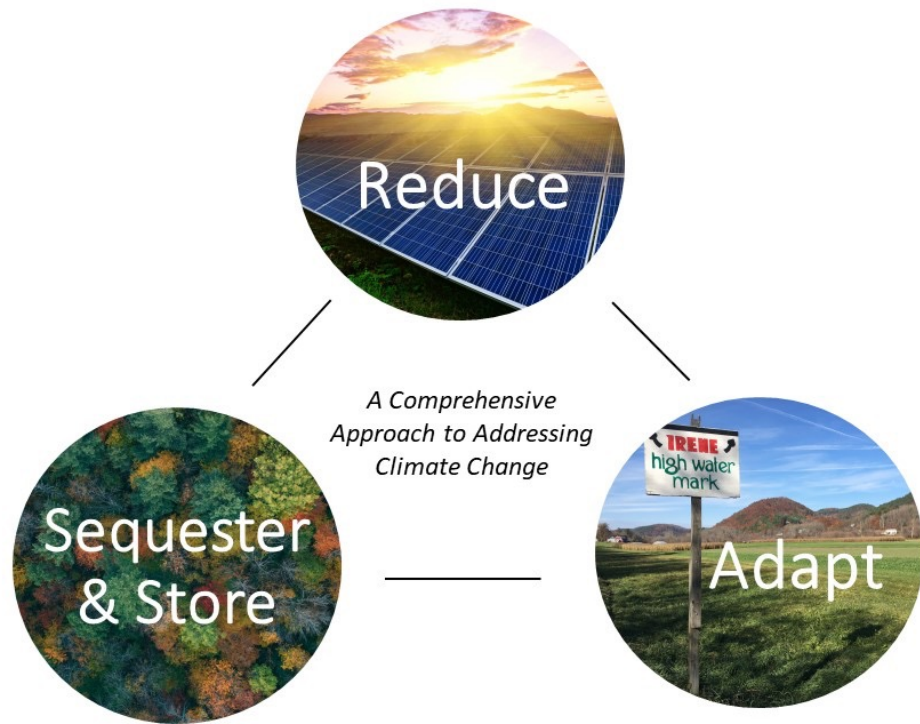 Reduce
A Comprehensive
Approach to Addressing
Climate Change
Sequester
& Store
IRENE
high water
mark
Adapt